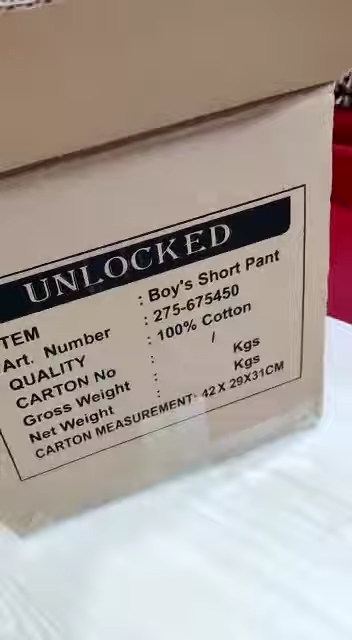 UNLOCKED
TEM : Boy's Short Pant
Art. Number : 275-675450
QUALITY : 100% Cotton
CARTON No : /
Gross Weight : Kgs
Net Weight : Kgs
CARTON MEASUREMENT: 42 X 29X31CM